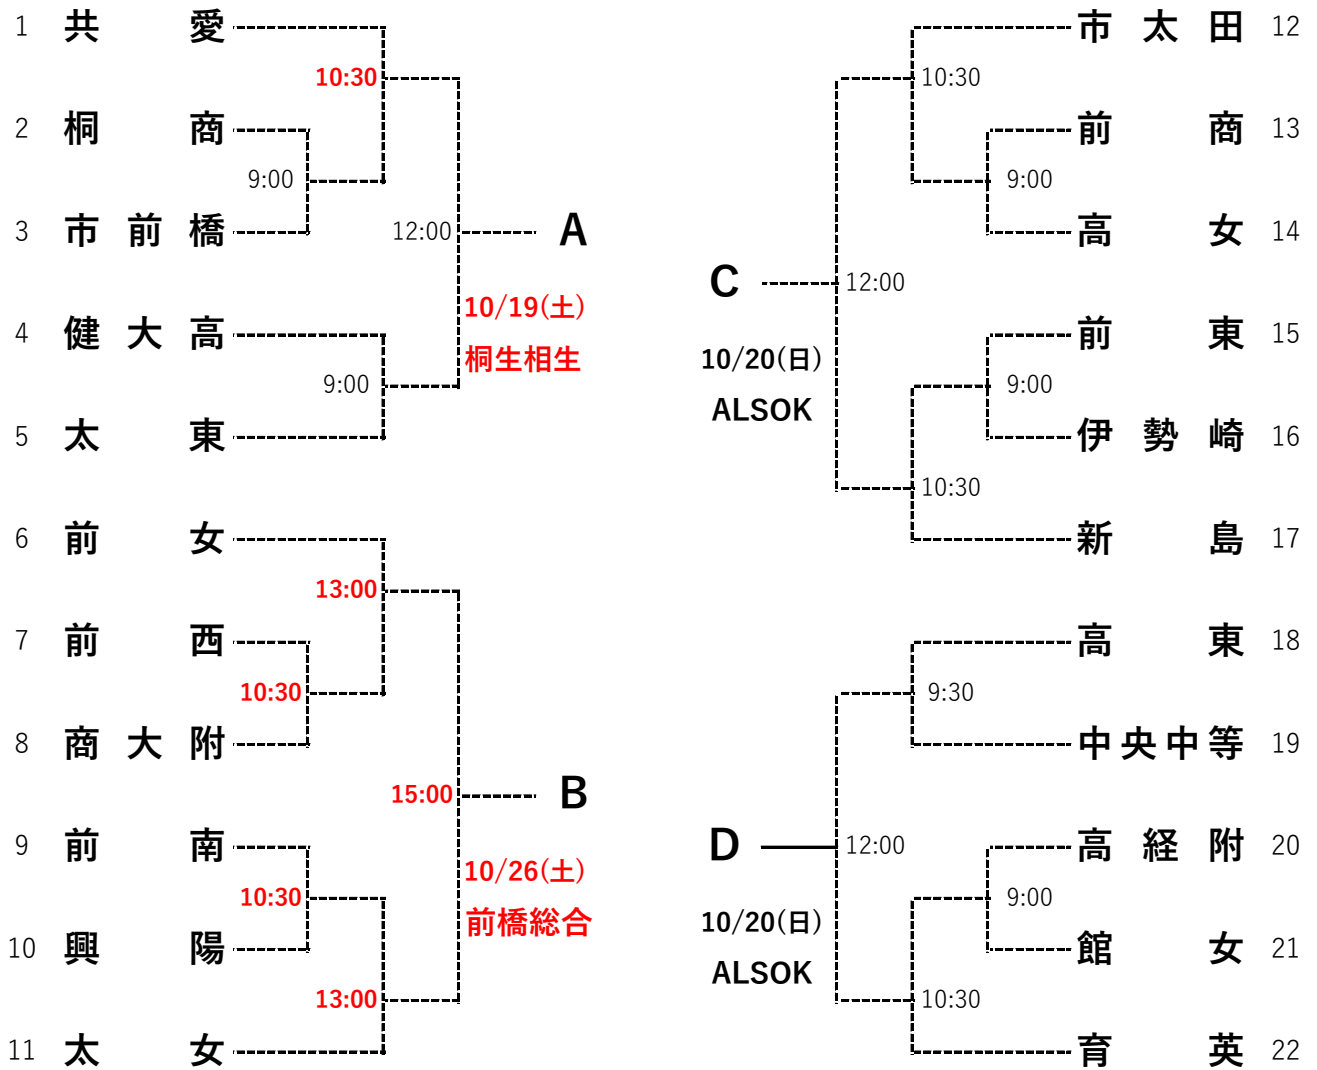 1 共愛
10:30
2 桐商
9:00
3 市前橋
12:00
A
10/19(土)
桐生相生
4 健大高
9:00
5 太東
6 前女
13:00
7 前西
10:30
8 商大附
15:00
B
10/26(土)
前橋総合
9 前南
10:30
10 興陽
13:00
11 太女
市太田 12
10:30
前商 13
9:00
高女 14
C
12:00
10/20(日)
ALSOK
前東 15
9:00
伊勢崎 16
10:30
新島 17
高東 18
9:30
中央中等 19
D
12:00
10/20(日)
ALSOK
高経附 20
9:00
館女 21
10:30
育英 22